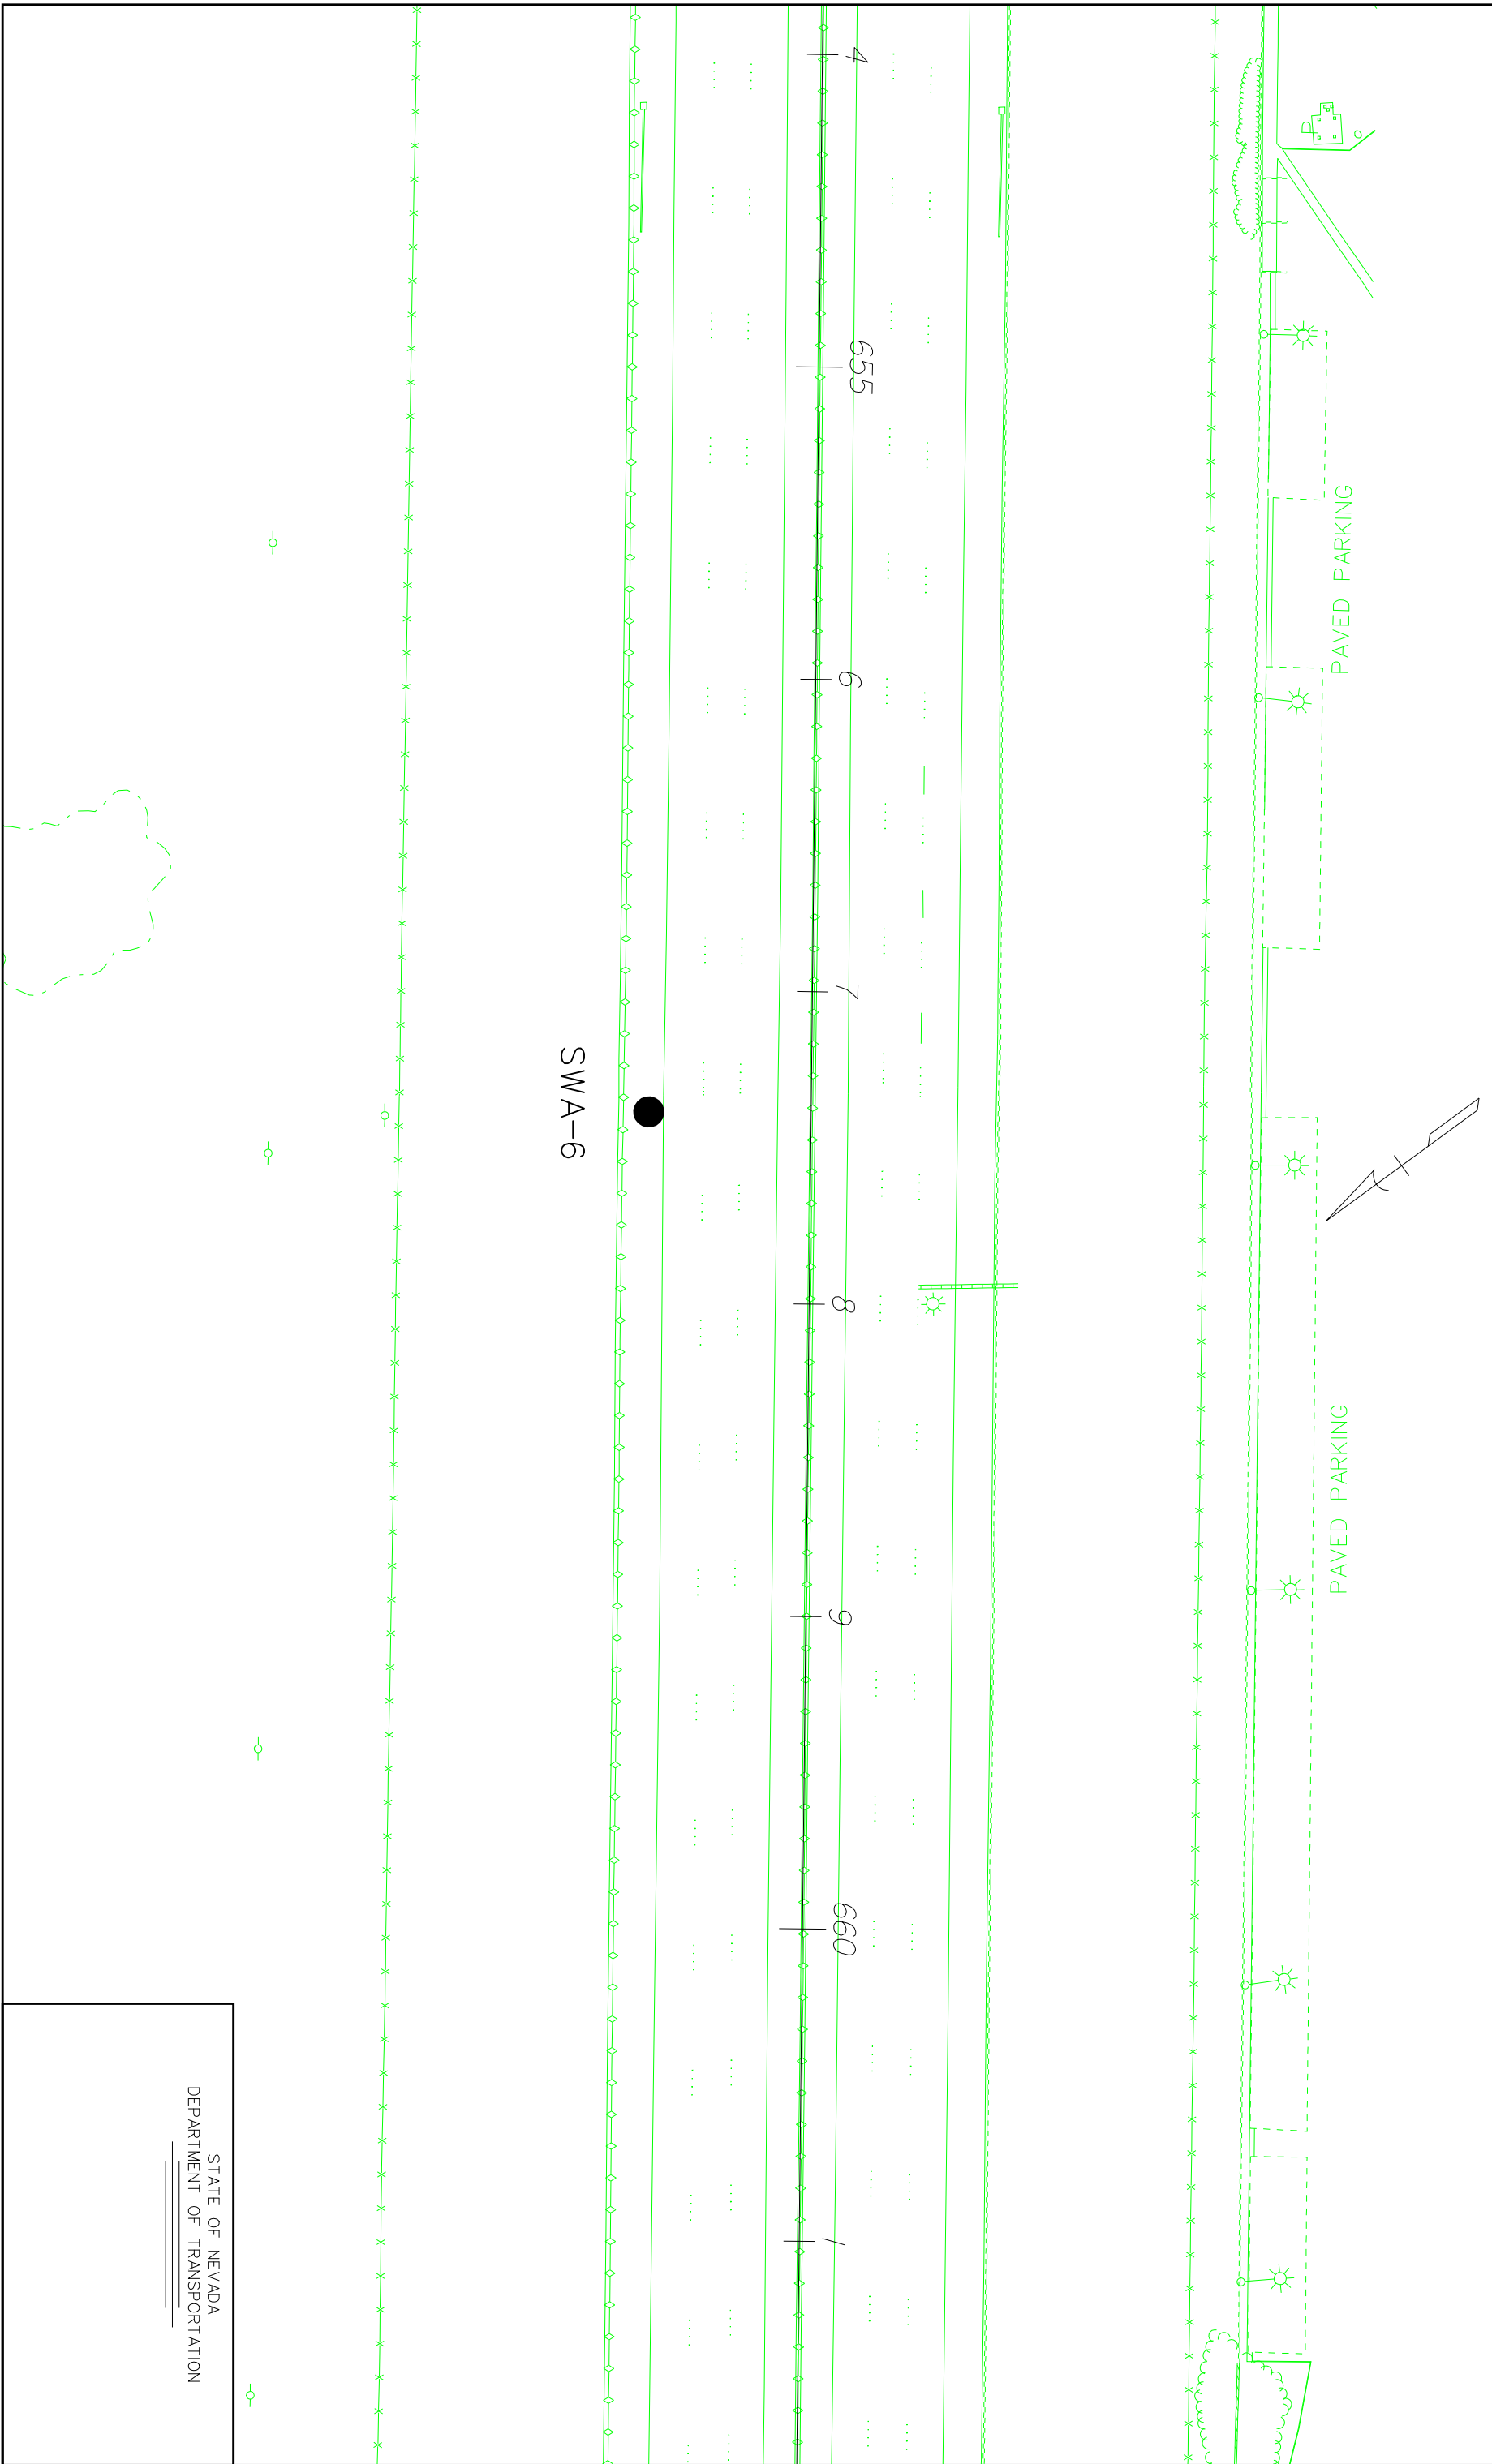 4
655
6
7
8
9
660
1
SWA-6
PAVED PARKING
PAVED PARKING
D
STATE OF NEVADA
DEPARTMENT OF TRANSPORTATION